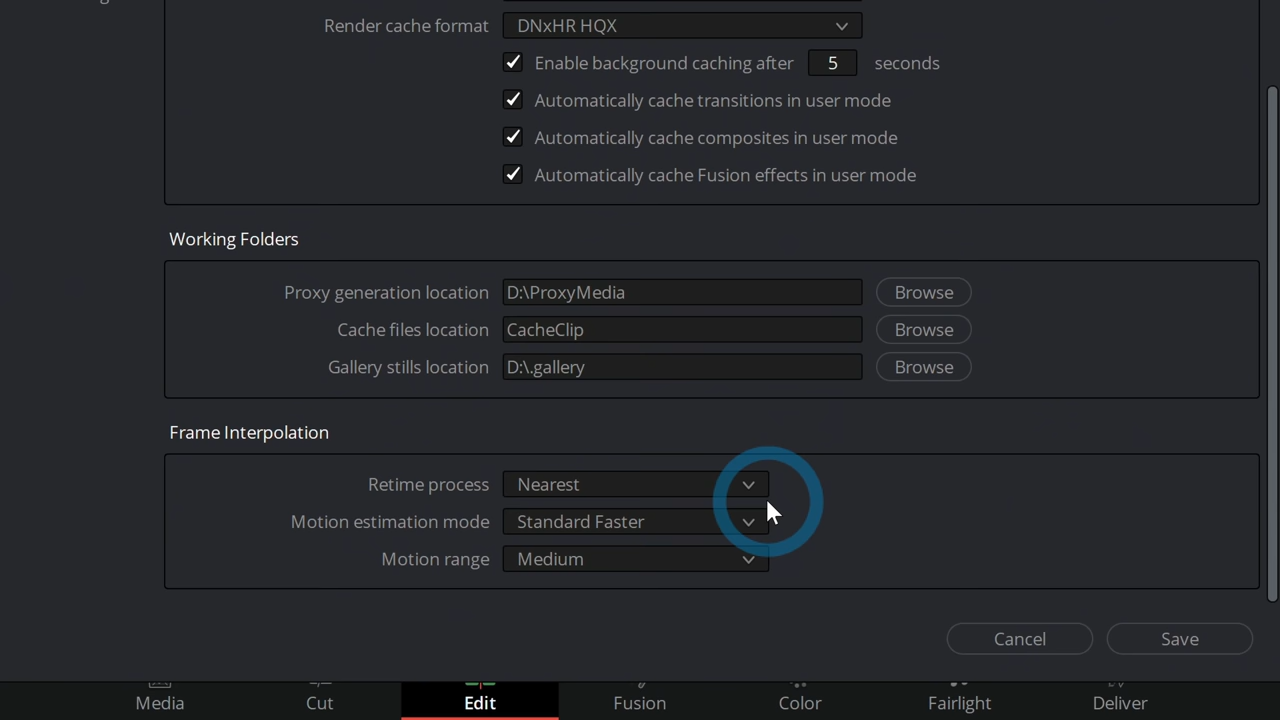 Render cache format DNxHR HQX
Enable background caching after 5 seconds
Automatically cache transitions in user mode
Automatically cache composites in user mode
Automatically cache Fusion effects in user mode
Working Folders
Proxy generation location D:\ProxyMedia Browse
Cache files location CacheClip Browse
Gallery stills location D:\.gallery Browse
Frame Interpolation
Retime process Nearest
Motion estimation mode Standard Faster
Motion range Medium
Cancel Save
Media Cut Edit Fusion Color Fairlight Deliver